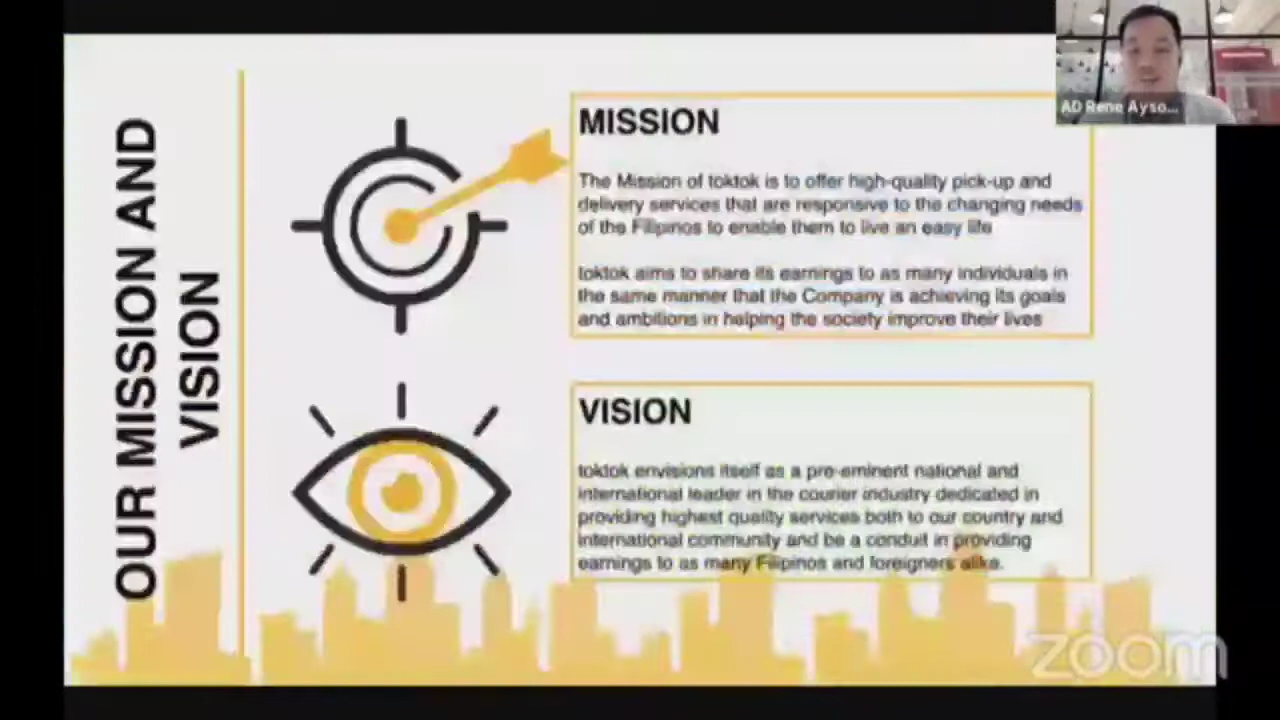 OUR MISSION AND
VISION
MISSION
The Mission of toktok is to offer high-quality pick-up and
delivery services that are responsive to the changing needs
of the Filipinos to enable them to live an easy life
toktok aims to share its earnings to as many individuals in
the same manner that the Company is achieving its goals
and ambitions in helping the society improve their lives
VISION
toktok envisions itself as a pre-eminent national and
international leader in the courier industry dedicated in
providing highest quality services both to our country and
international community and be a conduit in providing
earnings to as many Filipinos and foreigners alike.
AD Rene Ayso...
zoom